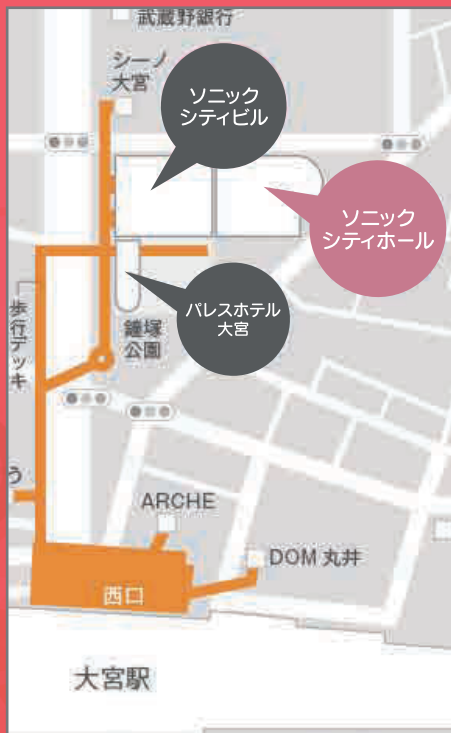 武蔵野銀行
シーノ
大宮
ソニック
シティビル
ソニック
シティホール
パレスホテル
大宮
鐘塚
公園
歩行デッキ
う
ARCHE
DOM 丸井
西口
大宮駅